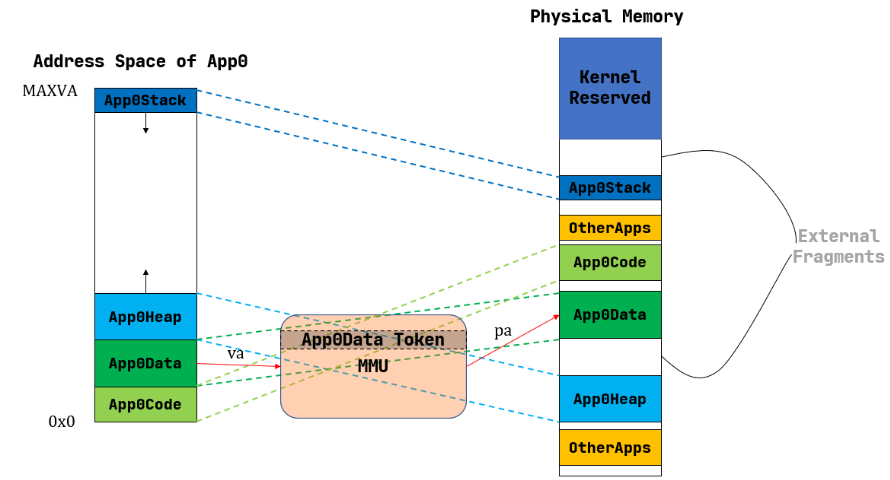 Physical Memory
Address Space of App0
MAXVA
App0Stack
App0Heap
App0Data
App0Code
0x0
va
App0Data Token
MMU
pa
Kernel
Reserved
App0Stack
OtherApps
App0Code
App0Data
App0Heap
OtherApps
External
Fragments